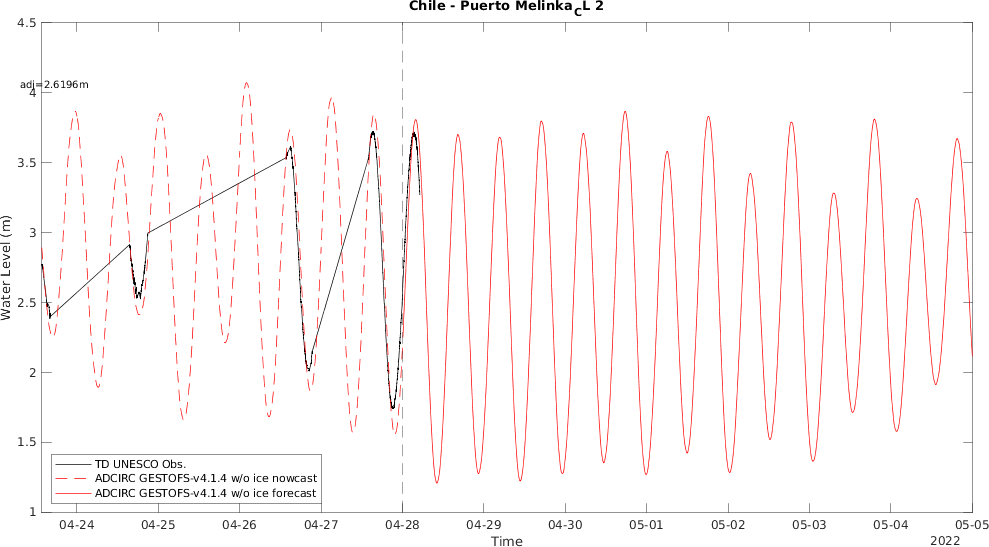 Chile - Puerto Melinka_CL 2
4.5
adj=2.6196m
4
3.5
3
2.5
2
1.5
1
Water Level (m)
TD UNESCO Obs.
ADCIRC GESTOFS-v4.1.4 w/o ice nowcast
ADCIRC GESTOFS-v4.1.4 w/o ice forecast
04-24 04-25 04-26 04-27 04-28 04-29 04-30 05-01 05-02 05-03 05-04 05-05
Time
2022